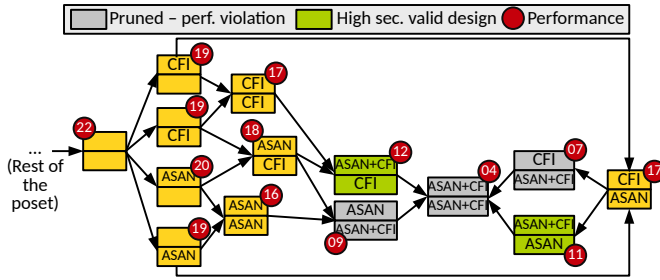 Pruned – perf. violation
High sec. valid design
Performance
...
(Rest of
the
poset)
22
19
CFI
19
CFI
20
ASAN
19
ASAN
17
CFI
CFI
18
ASAN
CFI
16
ASAN
ASAN
12
ASAN+CFI
CFI
ASAN
ASAN+CFI
09
04
ASAN+CFI
ASAN+CFI
07
CFI
ASAN+CFI
ASAN+CFI
ASAN
11
17
CFI
ASAN